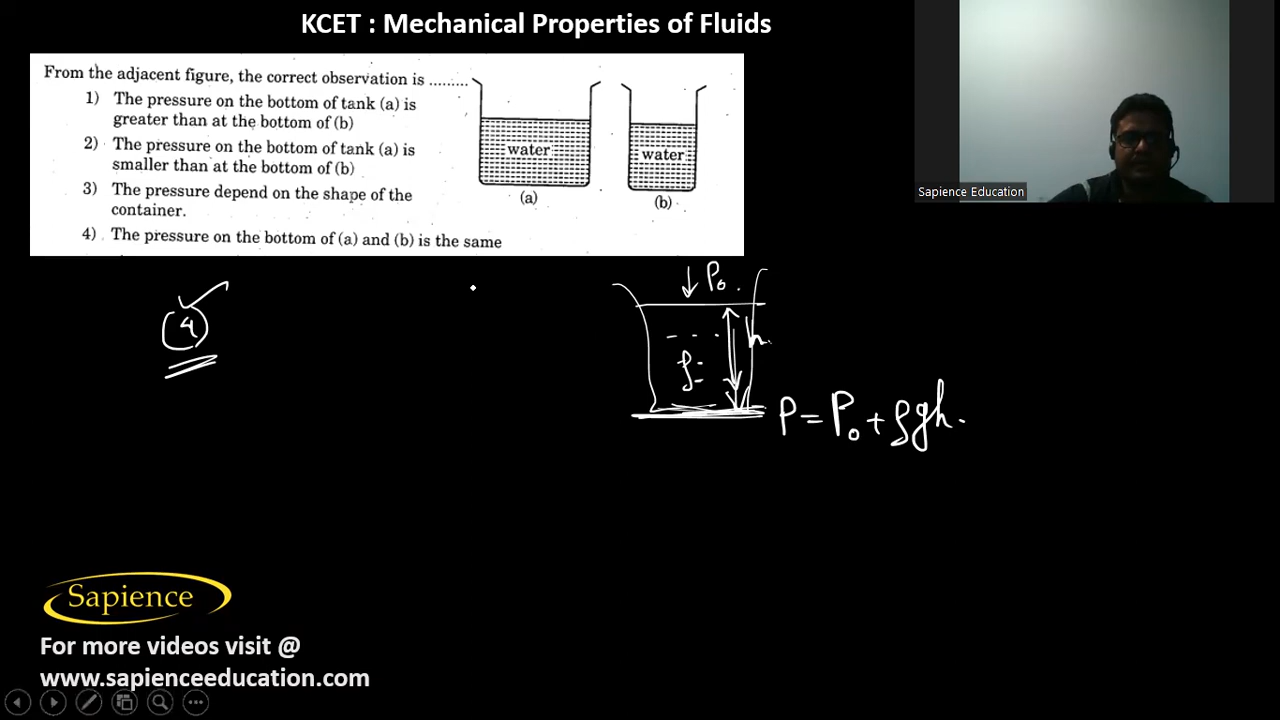 KCET : Mechanical Properties of Fluids
From the adjacent figure, the correct observation is .........
1) The pressure on the bottom of tank (a) is
greater than at the bottom of (b)
2) The pressure on the bottom of tank (a) is
smaller than at the bottom of (b)
3) The pressure depend on the shape of the
container.
4) The pressure on the bottom of (a) and (b) is the same
water
(a)
water
(b)
Sapience Education
(4)
P₀
h
ρ
P = P₀ + ρgh.
Sapience
For more videos visit @
www.sapienceeducation.com